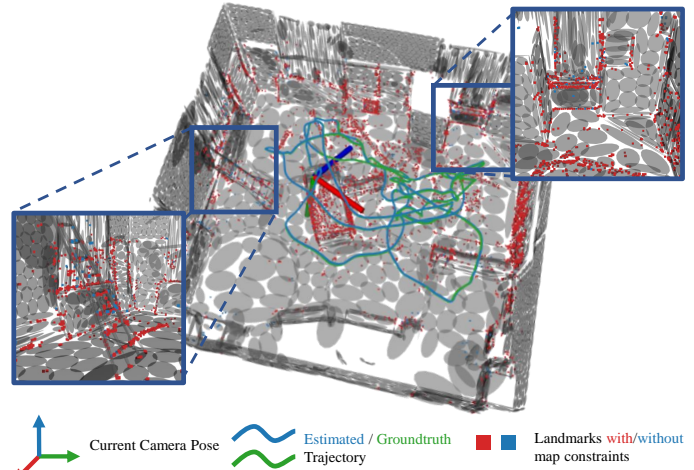 Current Camera Pose
Estimated / Groundtruth
Trajectory
Landmarks with/without
map constraints